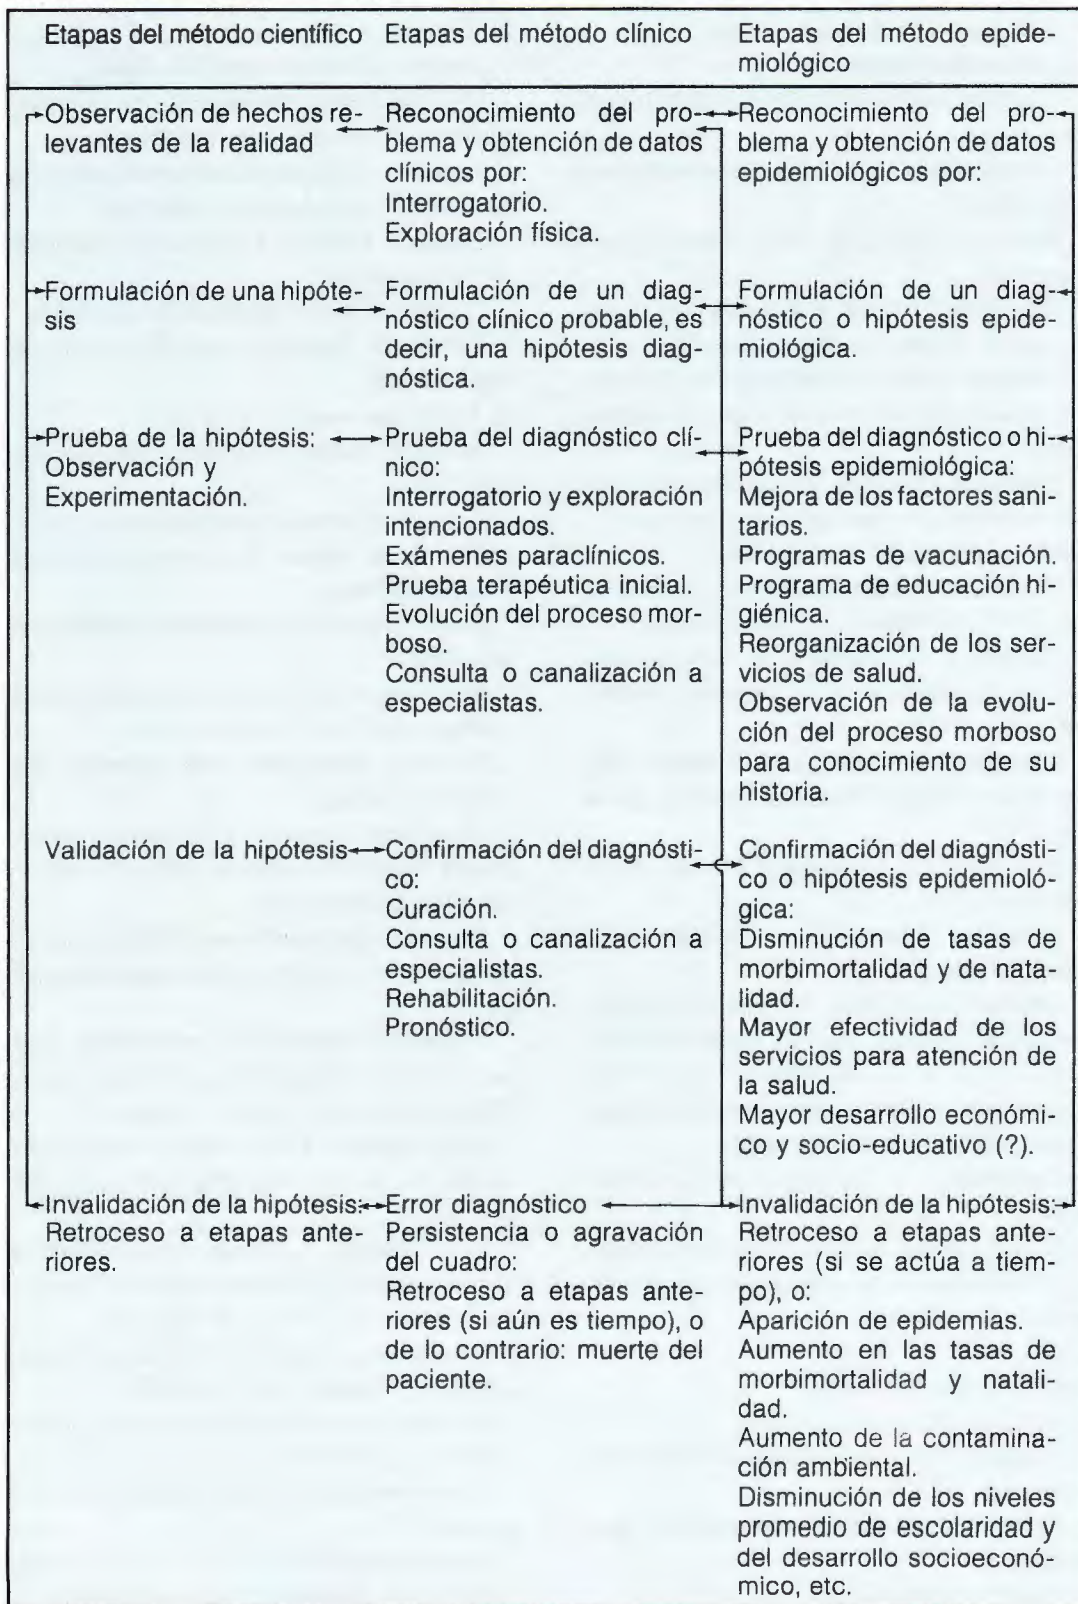 Etapas del método científico
Etapas del método clínico
Etapas del método epide-
miológico
Observación de hechos re-
levantes de la realidad
Reconocimiento del pro-
blema y obtención de datos
clínicos por:
Interrogatorio.
Exploración física.
Reconocimiento del pro-
blema y obtención de datos
epidemiológicos por:
Formulación de una hipóte-
sis
Formulación de un diag-
nóstico clínico probable, es
decir, una hipótesis diag-
nóstica.
Formulación de un diag-
nóstico o hipótesis epide-
miológica.
Prueba de la hipótesis:
Observación y
Experimentación.
Prueba del diagnóstico clí-
nico:
Interrogatorio y exploración
intencionados.
Exámenes paraclínicos.
Prueba terapéutica inicial.
Evolución del proceso mor-
boso.
Consulta o canalización a
especialistas.
Prueba del diagnóstico o hi-
pótesis epidemiológica:
Mejora de los factores sani-
tarios.
Programas de vacunación.
Programa de educación hi-
giénica.
Reorganización de los ser-
vicios de salud.
Observación de la evolu-
ción del proceso morboso
para conocimiento de su
historia.
Validación de la hipótesis
Confirmación del diagnósti-
co:
Curación.
Consulta o canalización a
especialistas.
Rehabilitación.
Pronóstico.
Confirmación del diagnósti-
co o hipótesis epidemioló-
gica:
Disminución de tasas de
morbimortalidad y de nata-
lidad.
Mayor efectividad de los
servicios para atención de
la salud.
Mayor desarrollo económi-
co y socio-educativo (?).
Invalidación de la hipótesis:
Retroceso a etapas ante-
riores.
Error diagnóstico
Persistencia o agravación
del cuadro:
Retroceso a etapas ante-
riores (si aún es tiempo), o
de lo contrario: muerte del
paciente.
Invalidación de la hipótesis:
Retroceso a etapas ante-
riores (si se actúa a tiem-
po), o:
Aparición de epidemias.
Aumento en las tasas de
morbimortalidad y natali-
dad.
Aumento de la contamina-
ción ambiental.
Disminución de los niveles
promedio de escolaridad y
del desarrollo socioeconó-
mico, etc.